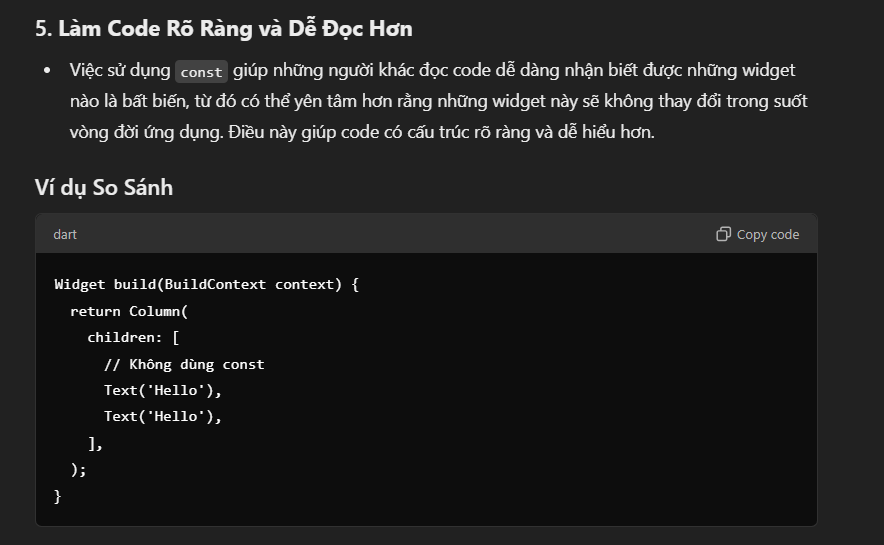 5. Làm Code Rõ Ràng và Dễ Đọc Hơn
• Việc sử dụng const giúp những người khác đọc code dễ dàng nhận biết được những widget
nào là bất biến, từ đó có thể yên tâm hơn rằng những widget này sẽ không thay đổi trong suốt
vòng đời ứng dụng. Điều này giúp code có cấu trúc rõ ràng và dễ hiểu hơn.
Ví dụ So Sánh
dart Copy code
Widget build(BuildContext context) {
  return Column(
    children: [
      // Không dùng const
      Text('Hello'),
      Text('Hello'),
    ],
  );
}